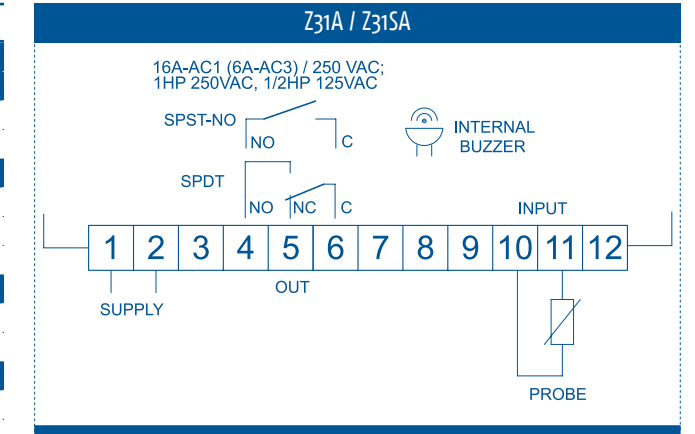 Z31A / Z31SA
16A-AC1 (6A-AC3) / 250 VAC;
1HP 250VAC, 1/2HP 125VAC
SPST-NO
NO C
INTERNAL
BUZZER
SPDT
NO NC C
INPUT
1 2 3 4 5 6 7 8 9 10 11 12
SUPPLY
OUT
PROBE